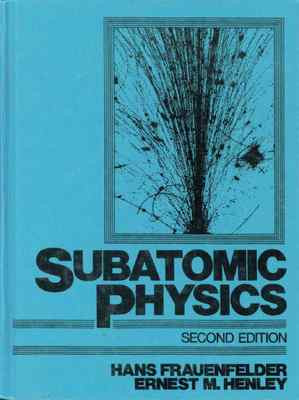 SUBATOMIC
PHYSICS
SECOND EDITION
HANS FRAUENFELDER
ERNEST M. HENLEY